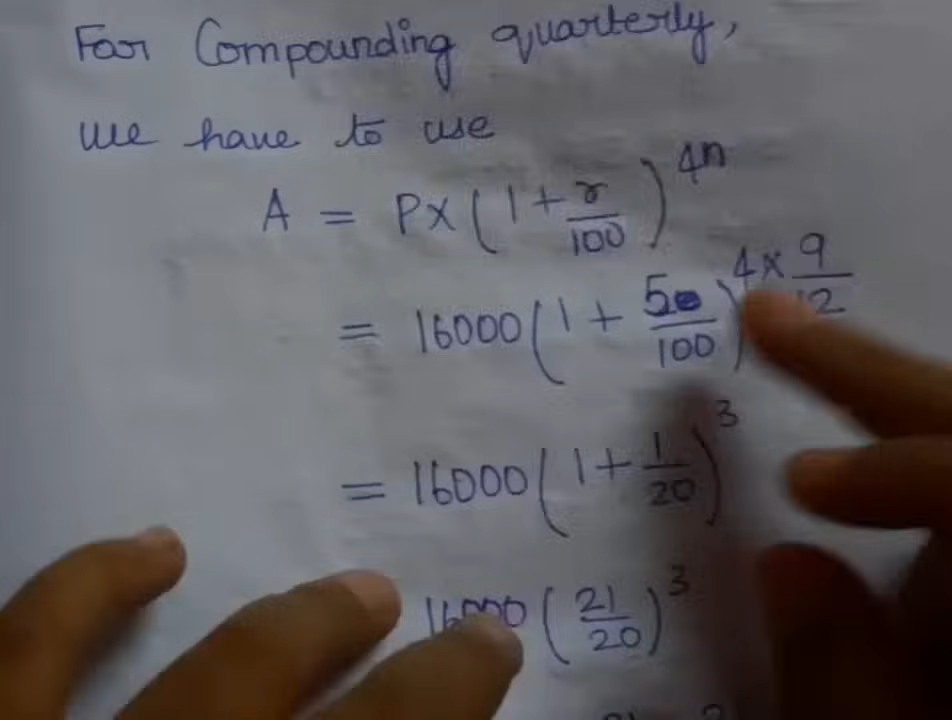 For Compounding quarterly,
we have to use
A = P×(1+r/100)^4n
= 16000(1+5/100)^4×9/12
= 16000(1+1/20)^3
16000(21/20)^3